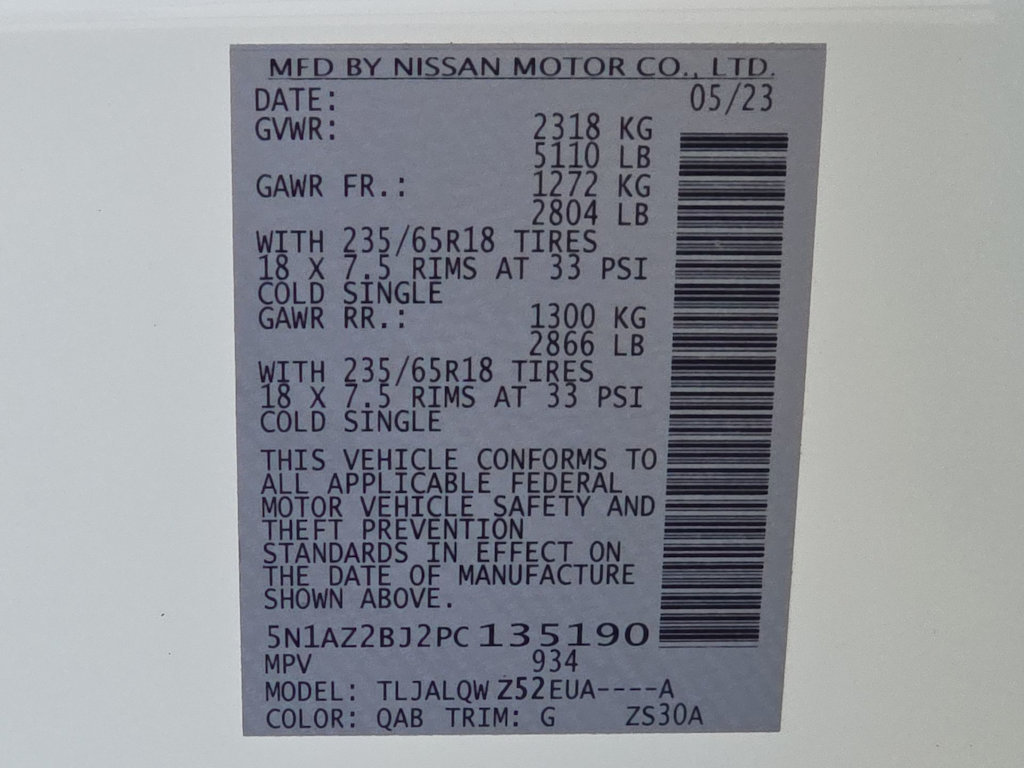 MFD BY NISSAN MOTOR CO., LTD.
DATE: 05/23
GVWR: 2318 KG
5110 LB
GAWR FR.: 1272 KG
2804 LB
WITH 235/65R18 TIRES
18 X 7.5 RIMS AT 33 PSI
COLD SINGLE
GAWR RR.: 1300 KG
2866 LB
WITH 235/65R18 TIRES
18 X 7.5 RIMS AT 33 PSI
COLD SINGLE
THIS VEHICLE CONFORMS TO
ALL APPLICABLE FEDERAL
MOTOR VEHICLE SAFETY AND
THEFT PREVENTION
STANDARDS IN EFFECT ON
THE DATE OF MANUFACTURE
SHOWN ABOVE.
5N1AZ2BJ2PC135190
MPV 934
MODEL: TLJALQWZ52EUA----A
COLOR: QAB TRIM: G ZS30A